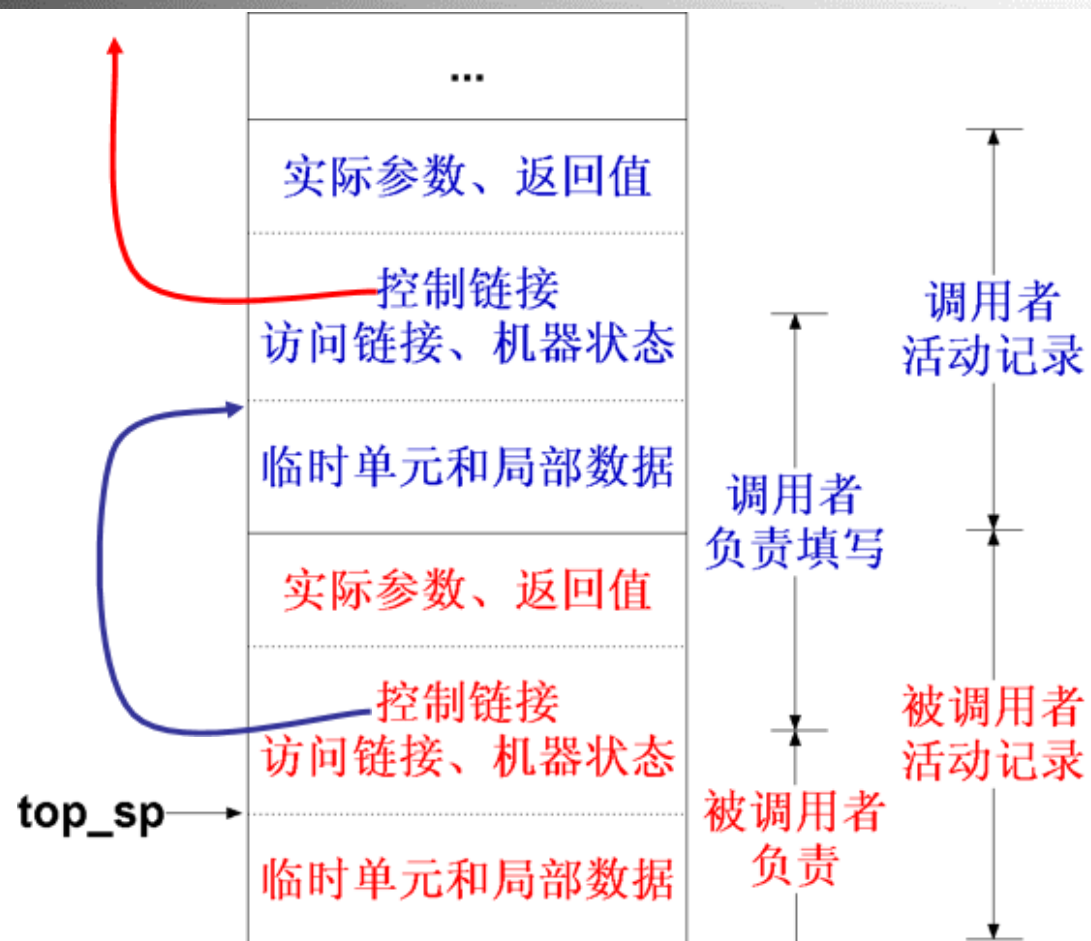 ...
实际参数、返回值
控制链接
访问链接、机器状态
临时单元和局部数据
实际参数、返回值
控制链接
访问链接、机器状态
临时单元和局部数据
top_sp
调用者
负责填写
被调用者
负责
调用者
活动记录
被调用者
活动记录